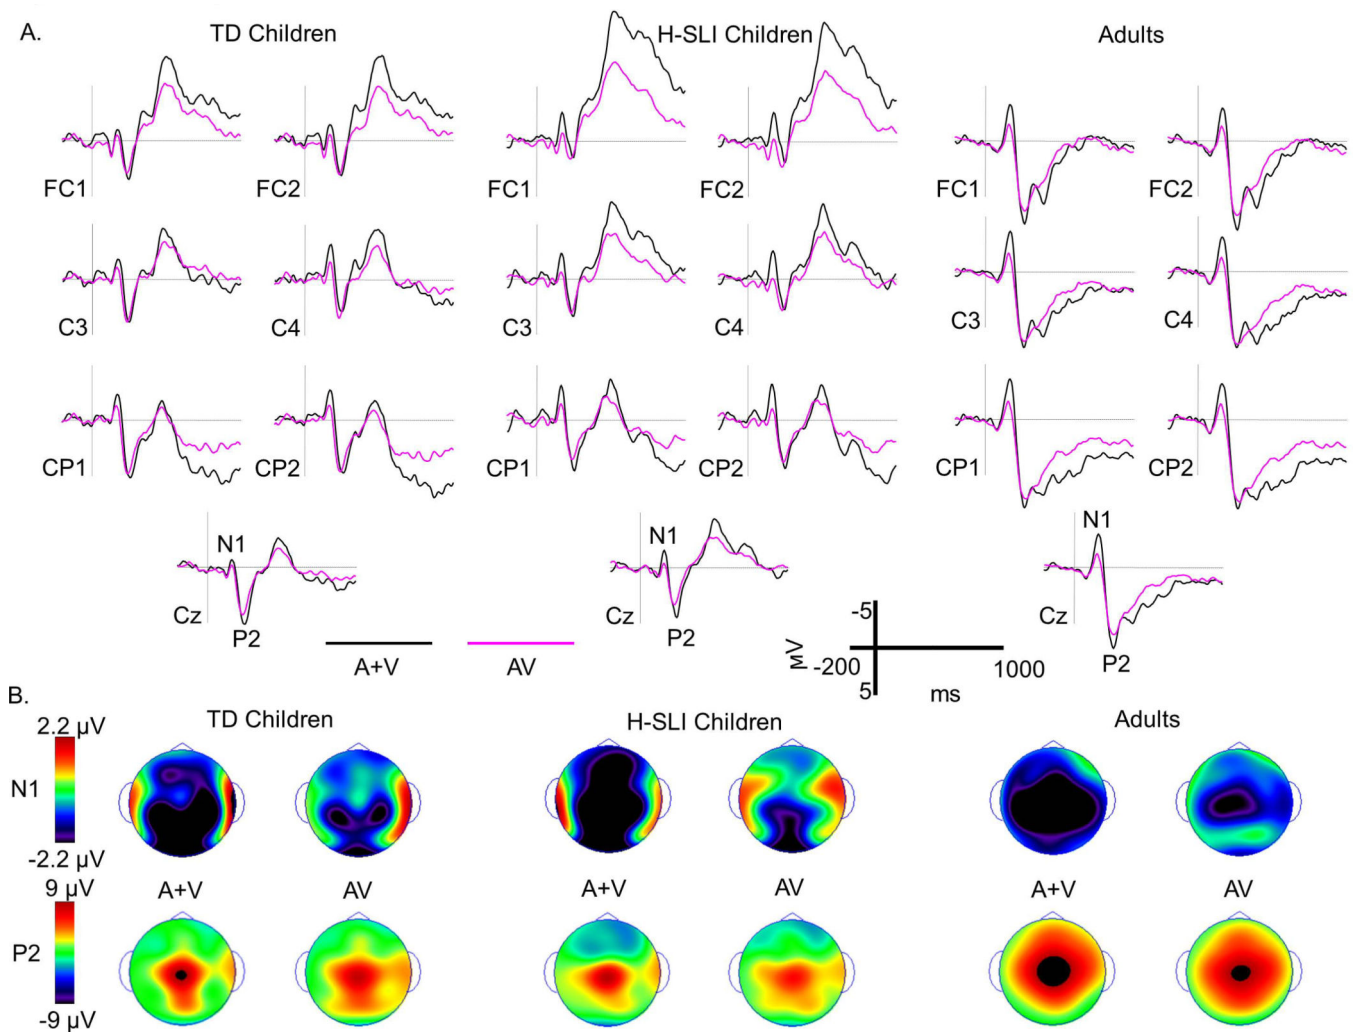 A.
TD Children
H-SLI Children
Adults
FC1
FC2
FC1
FC2
FC1
FC2
C3
C4
C3
C4
C3
C4
CP1
CP2
CP1
CP2
CP1
CP2
N1
N1
N1
Cz
Cz
Cz
P2
P2
P2
A+V
AV
-5
µV
-200
1000
5
ms
B.
TD Children
H-SLI Children
Adults
2.2 µV
N1
-2.2 µV
A+V
AV
A+V
AV
A+V
AV
9 µV
P2
-9 µV